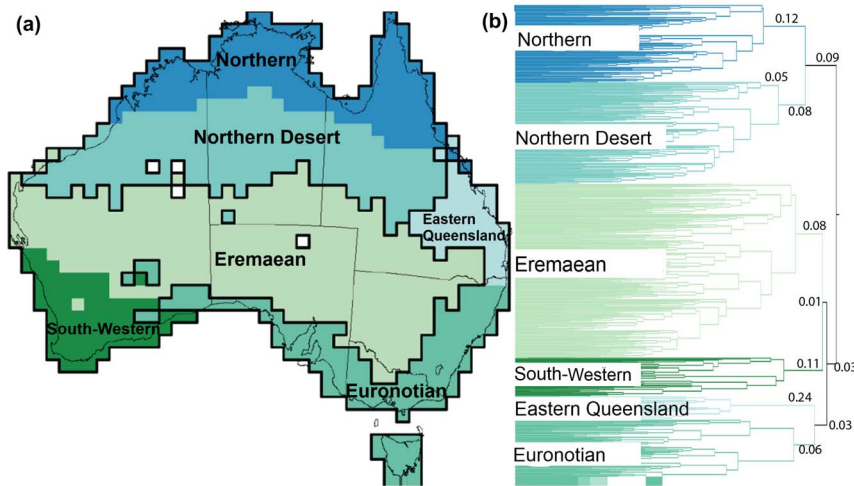 (a)
Northern
Northern Desert
Eastern
Queensland
Eremaean
South-Western
Euronotian
(b)
0.12
Northern
0.09
0.05
0.08
Northern Desert
0.08
Eremaean
0.01
0.11
0.03
South-Western
0.24
Eastern Queensland
0.03
0.06
Euronotian